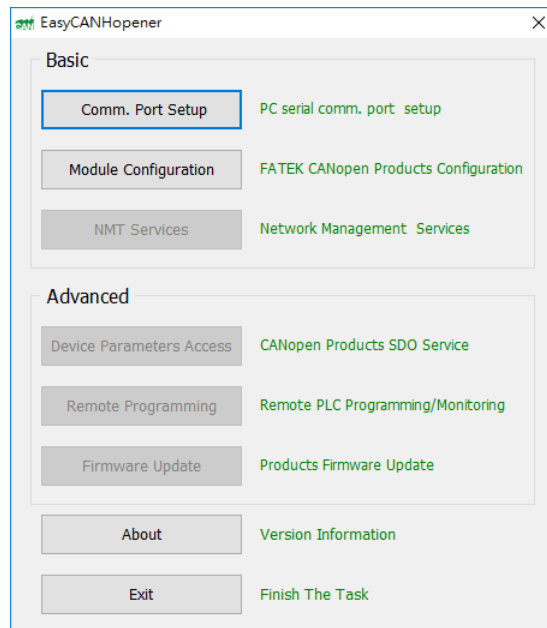 EasyCANHopener
Basic
Comm. Port Setup PC serial comm. port setup
Module Configuration FATEK CANopen Products Configuration
NMT Services Network Management Services
Advanced
Device Parameters Access CANopen Products SDO Service
Remote Programming Remote PLC Programming/Monitoring
Firmware Update Products Firmware Update
About Version Information
Exit Finish The Task